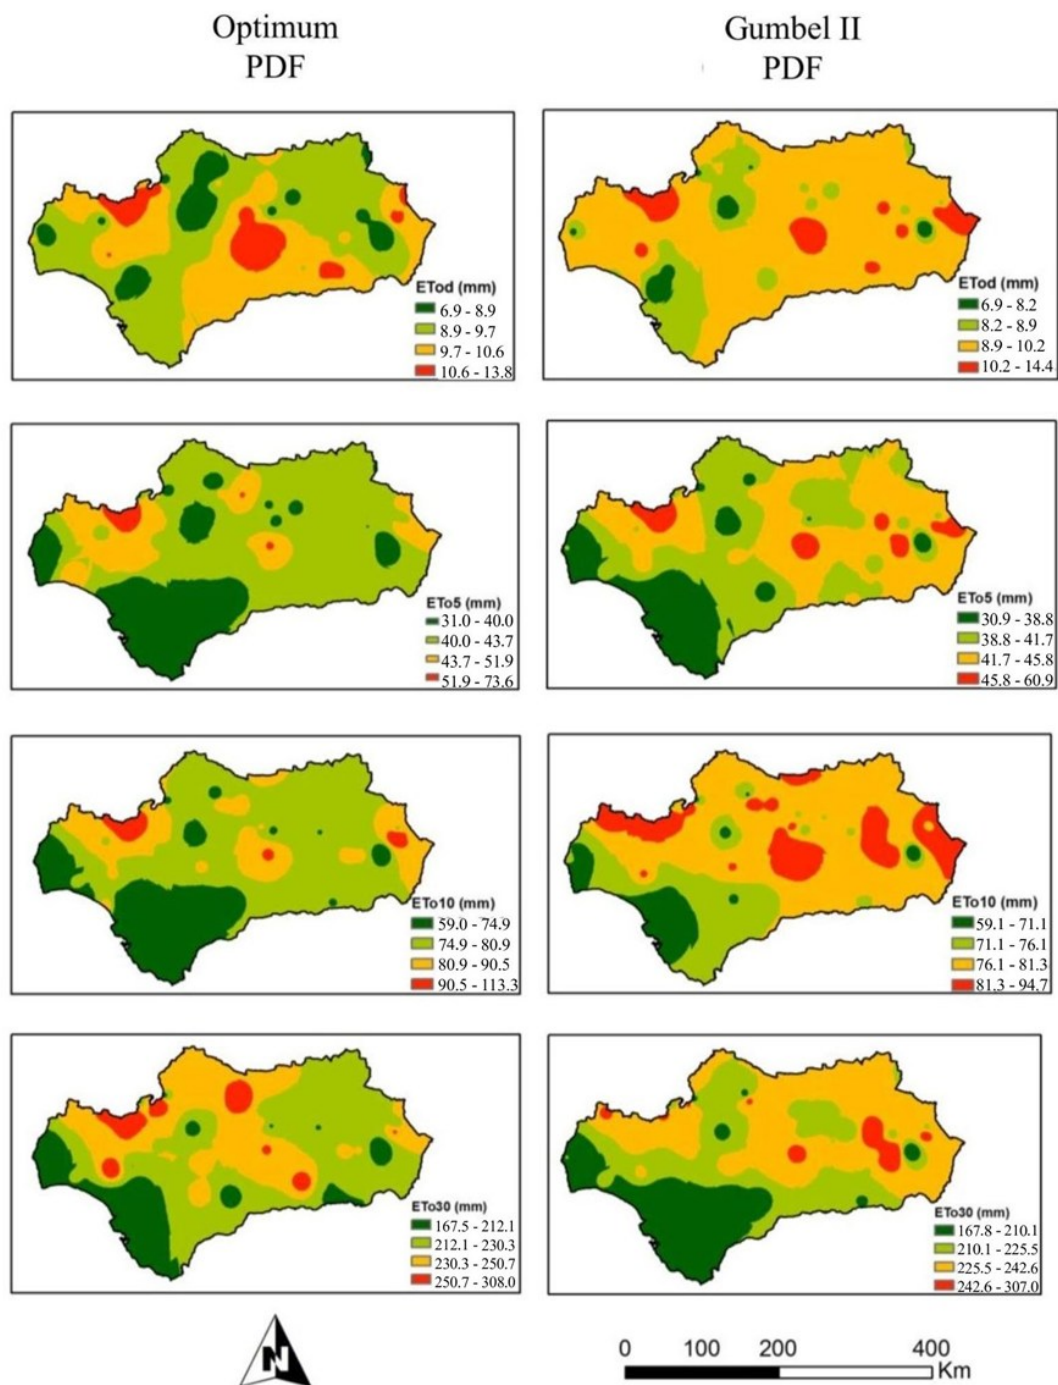 Optimum
PDF
Gumbel II
PDF
ETod (mm)
6.9 - 8.9
8.9 - 9.7
9.7 - 10.6
10.6 - 13.8
ETod (mm)
6.9 - 8.2
8.2 - 8.9
8.9 - 10.2
10.2 - 14.4
ETo5 (mm)
31.0 - 40.0
40.0 - 43.7
43.7 - 51.9
51.9 - 73.6
ETo5 (mm)
30.9 - 38.8
38.8 - 41.7
41.7 - 45.8
45.8 - 60.9
ETo10 (mm)
59.0 - 74.9
74.9 - 80.9
80.9 - 90.5
90.5 - 113.3
ETo10 (mm)
59.1 - 71.1
71.1 - 76.1
76.1 - 81.3
81.3 - 94.7
ETo30 (mm)
167.5 - 212.1
212.1 - 230.3
230.3 - 250.7
250.7 - 308.0
ETo30 (mm)
167.8 - 210.1
210.1 - 225.5
225.5 - 242.6
242.6 - 307.0
N
0 100 200 400
Km